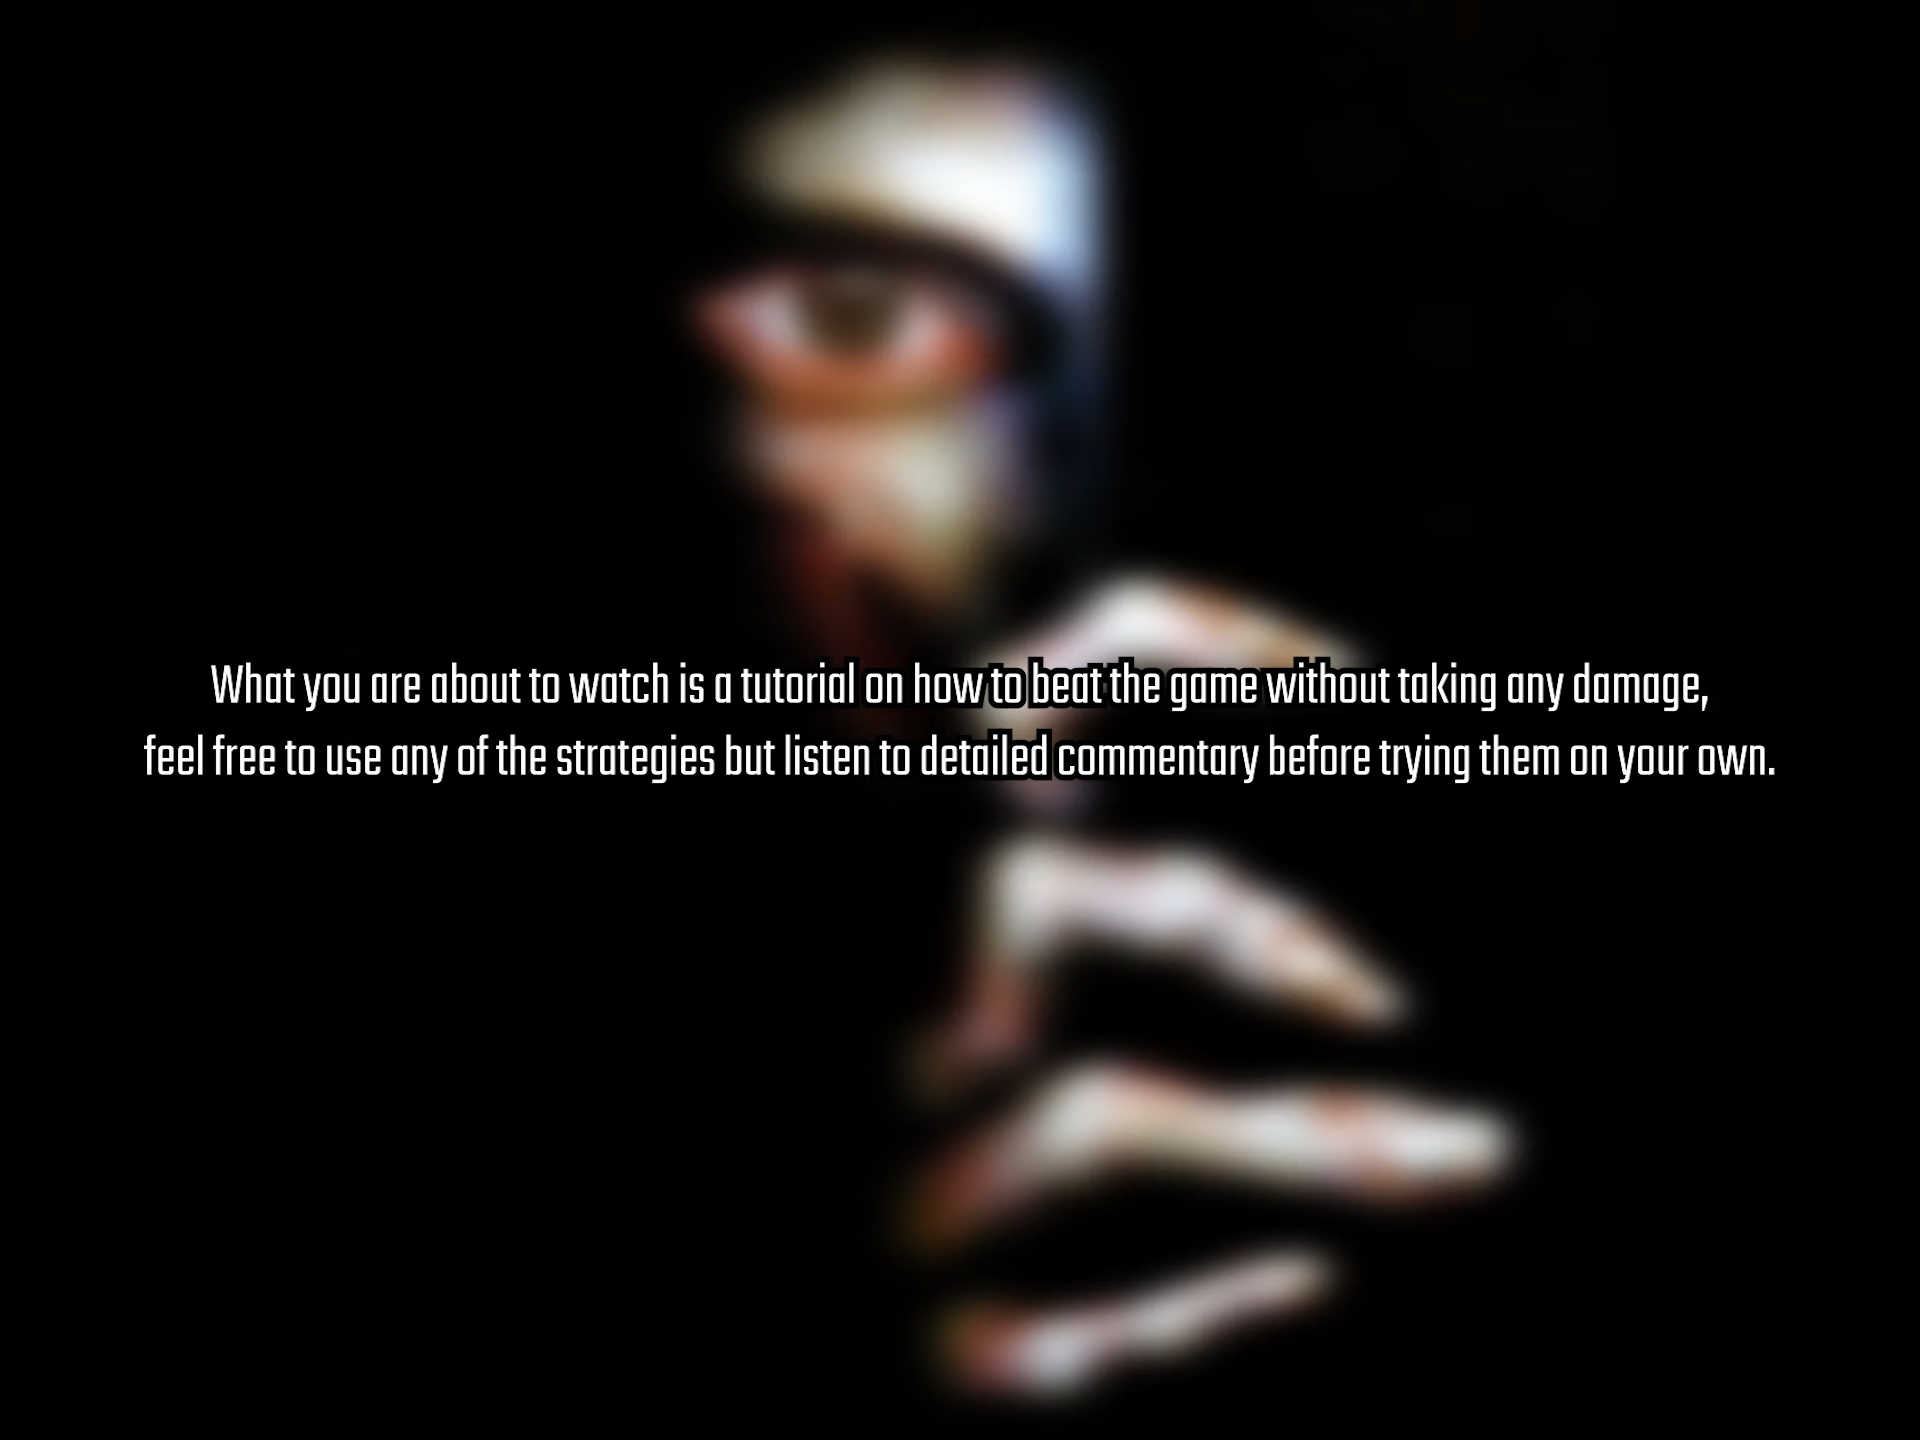 What you are about to watch is a tutorial on how to beat the game without taking any damage,
feel free to use any of the strategies but listen to detailed commentary before trying them on your own.